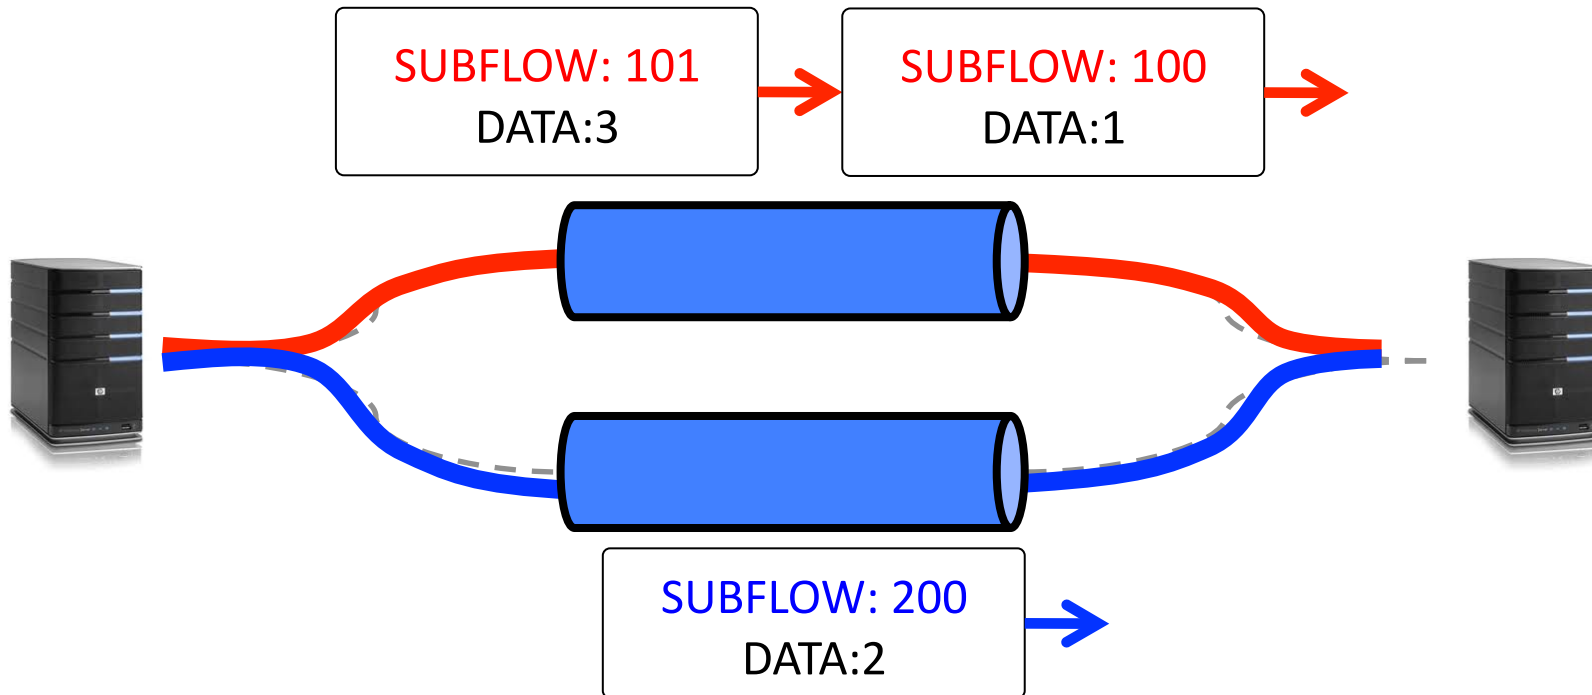 SUBFLOW: 101
DATA:3
SUBFLOW: 100
DATA:1
SUBFLOW: 200
DATA:2